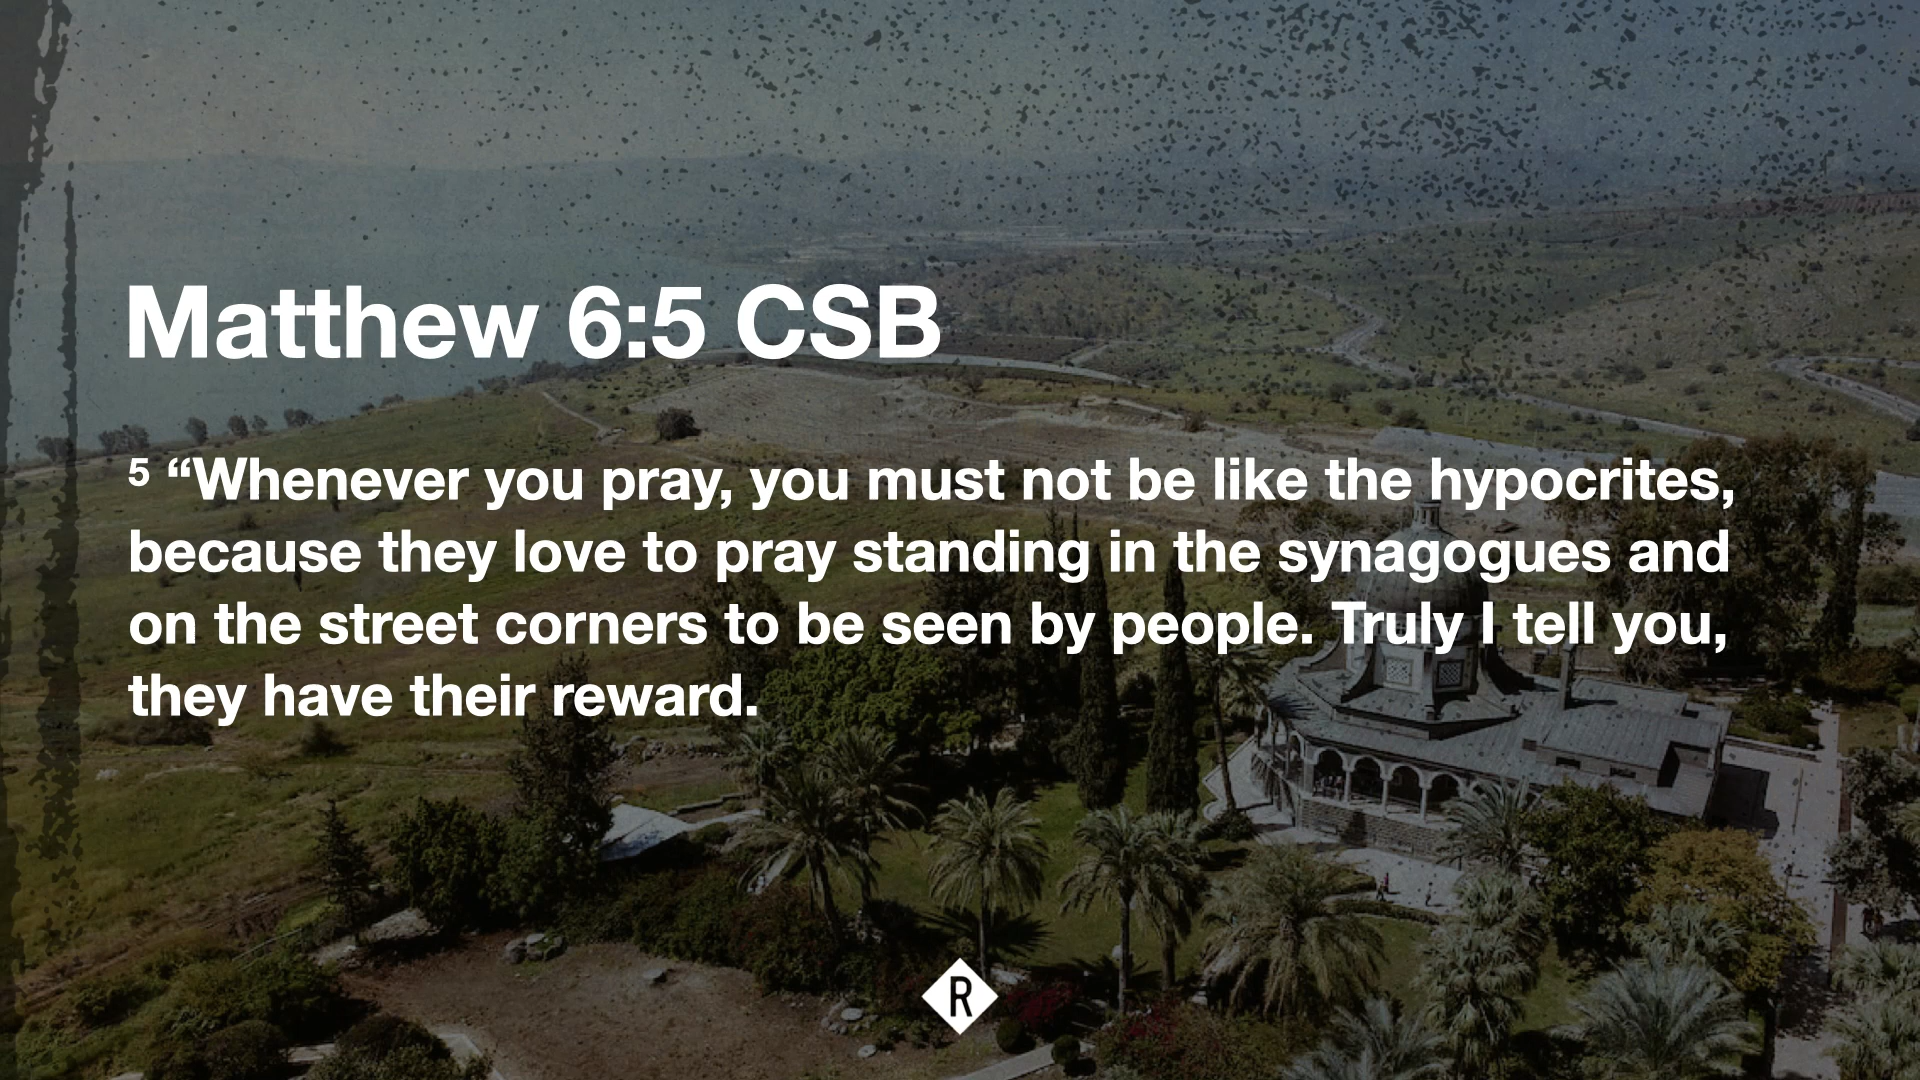 Matthew 6:5 CSB
5 “Whenever you pray, you must not be like the hypocrites,
because they love to pray standing in the synagogues and
on the street corners to be seen by people. Truly I tell you,
they have their reward.
R